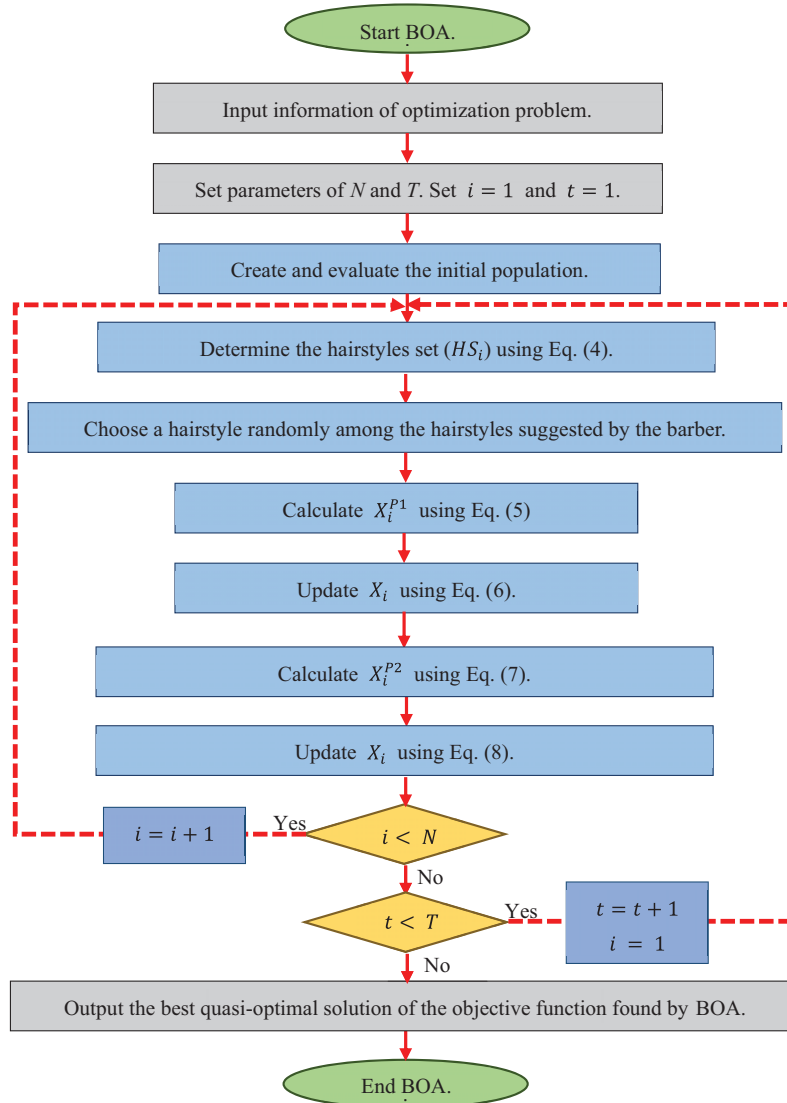 Start BOA.
Input information of optimization problem.
Set parameters of N and T. Set i = 1 and t = 1.
Create and evaluate the initial population.
Determine the hairstyles set (HS_i) using Eq. (4).
Choose a hairstyle randomly among the hairstyles suggested by the barber.
Calculate X_i^{P1} using Eq. (5)
Update X_i using Eq. (6).
Calculate X_i^{P2} using Eq. (7).
Update X_i using Eq. (8).
i = i + 1
Yes
i < N
No
t < T
Yes
t = t + 1
i = 1
No
Output the best quasi-optimal solution of the objective function found by BOA.
End BOA.